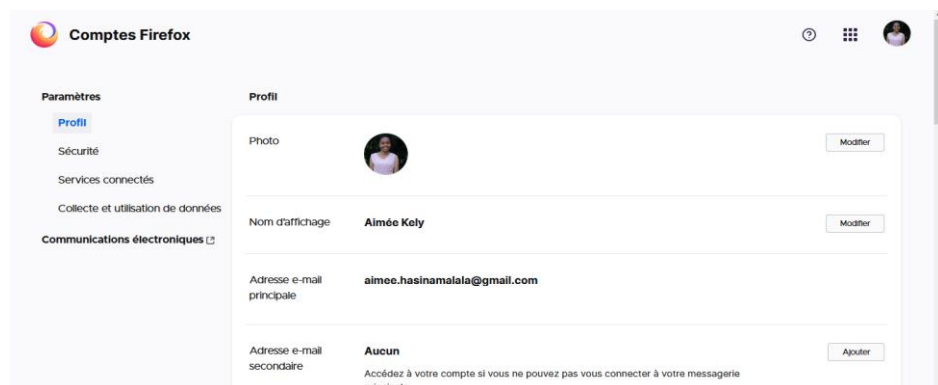 Comptes Firefox
Paramètres
Profil
Sécurité
Services connectés
Collecte et utilisation de données
Communications électroniques
Profil
Photo
Modifier
Nom d'affichage
Aimée Kely
Modifier
Adresse e-mail
principale
aimee.hasinamalala@gmail.com
Adresse e-mail
secondaire
Aucun
Ajouter
Accédez à votre compte si vous ne pouvez pas vous connecter à votre messagerie